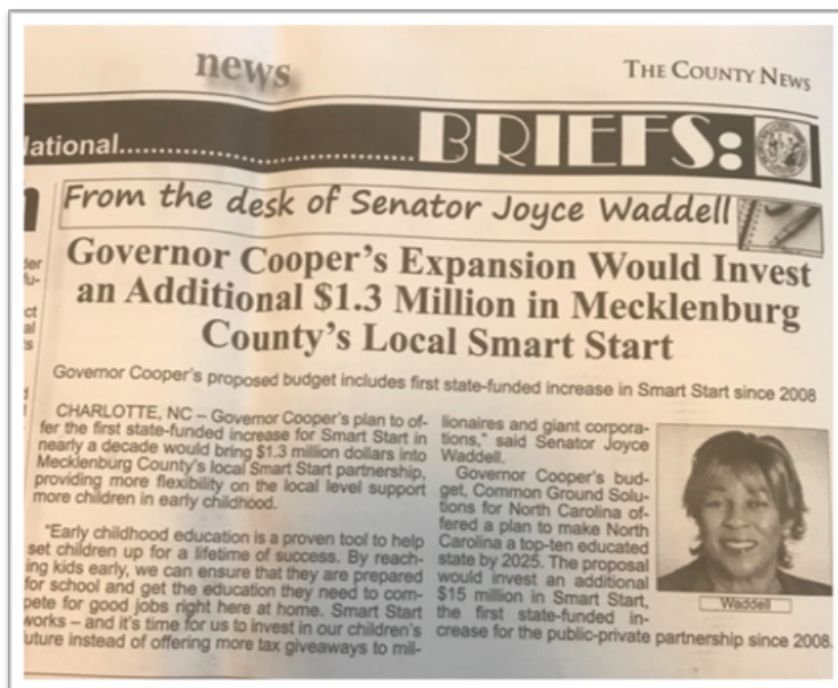 news
THE COUNTY NEWS
ational..........................................
BRIEFS:
From the desk of Senator Joyce Waddell
Governor Cooper's Expansion Would Invest
an Additional $1.3 Million in Mecklenburg
County's Local Smart Start
Governor Cooper's proposed budget includes first state-funded increase in Smart Start since 2008
CHARLOTTE, NC – Governor Cooper's plan to of-
fer the first state-funded increase for Smart Start in
nearly a decade would bring $1.3 million dollars into
Mecklenburg County's local Smart Start partnership,
providing more flexibility on the local level support
more children in early childhood.
"Early childhood education is a proven tool to help
set children up for a lifetime of success. By reach-
ing kids early, we can ensure that they are prepared
for school and get the education they need to com-
pete for good jobs right here at home. Smart Start
works – and it's time for us to invest in our children's
uture instead of offering more tax giveaways to mil-
lionaires and giant corpora-
tions," said Senator Joyce
Waddell.
Governor Cooper's bud-
get, Common Ground Solu-
tions for North Carolina of-
fered a plan to make North
Carolina a top-ten educated
state by 2025. The proposal
would invest an additional
$15 million in Smart Start,
the first state-funded in-
crease for the public-private partnership since 2008.
Waddell